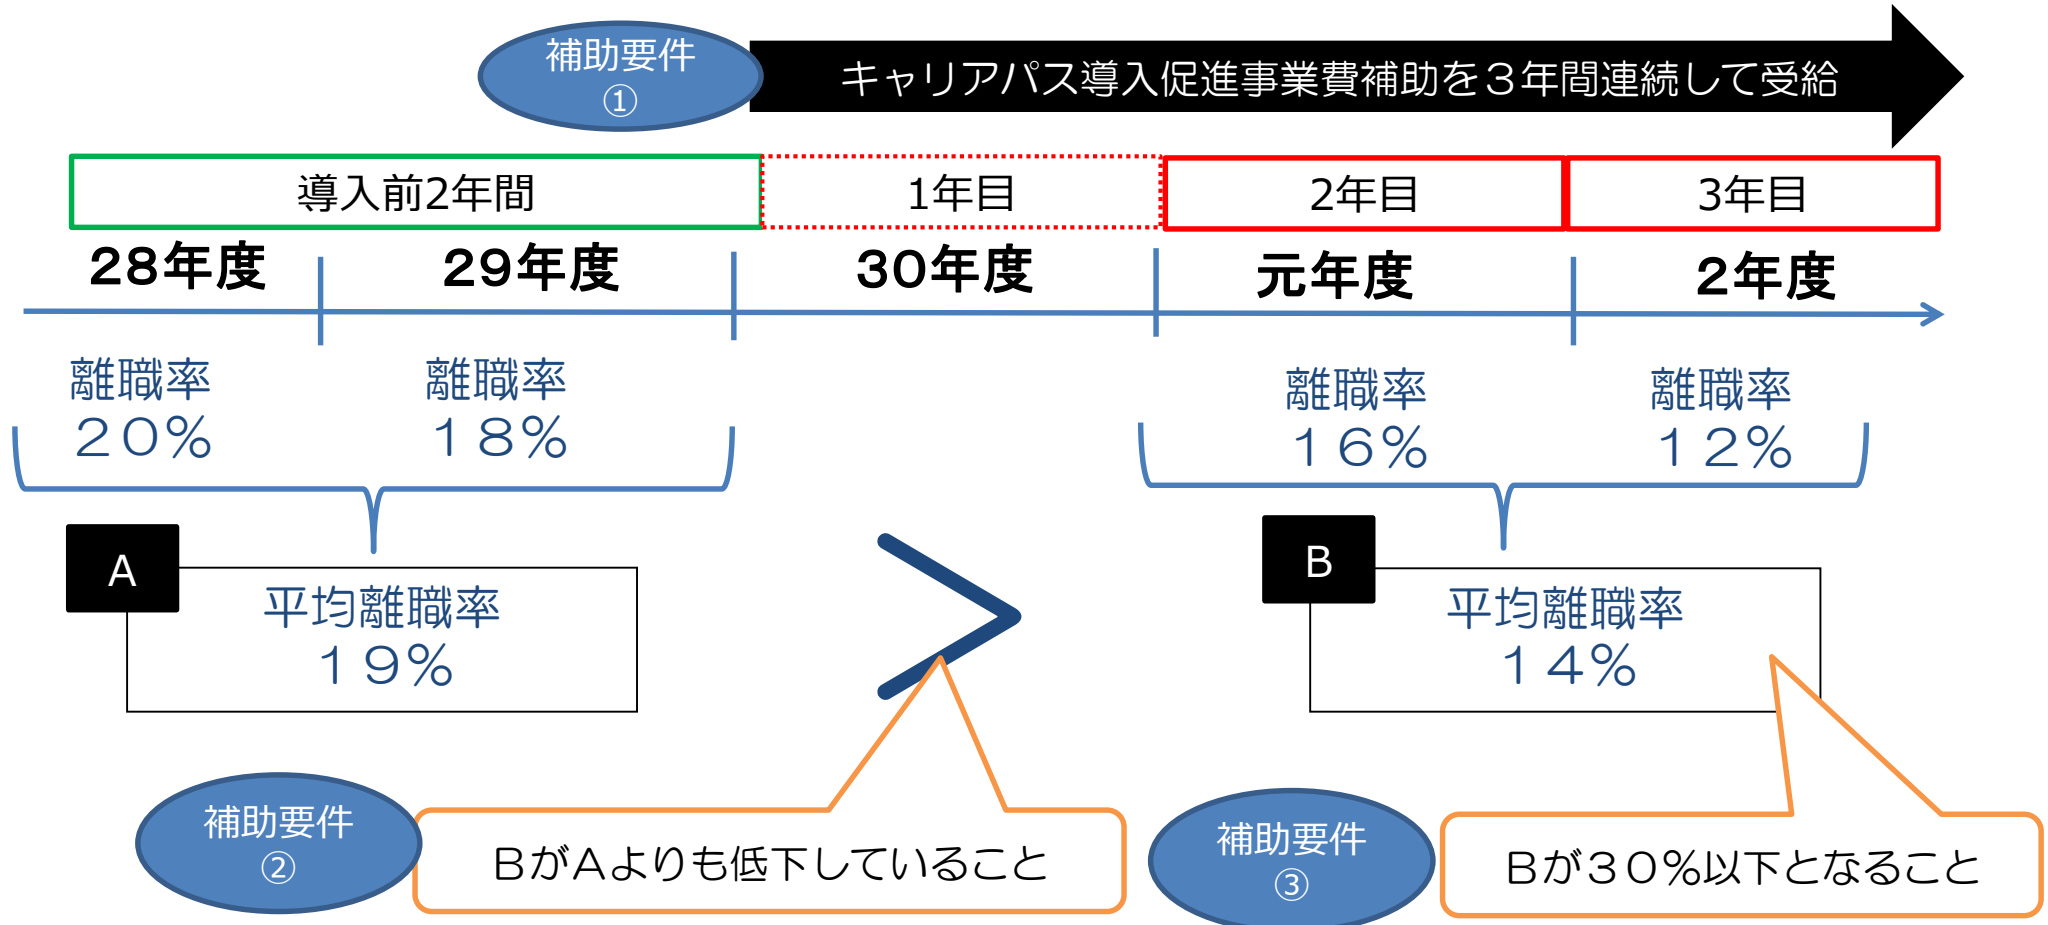 補助要件
①
キャリアパス導入促進事業費補助を３年間連続して受給
導入前2年間
1年目
2年目
3年目
28年度
29年度
30年度
元年度
2年度
離職率
２０％
離職率
１８％
離職率
１６％
離職率
１２％
A
平均離職率
１９％
B
平均離職率
１４％
補助要件
②
ＢがＡよりも低下していること
補助要件
③
Ｂが３０％以下となること